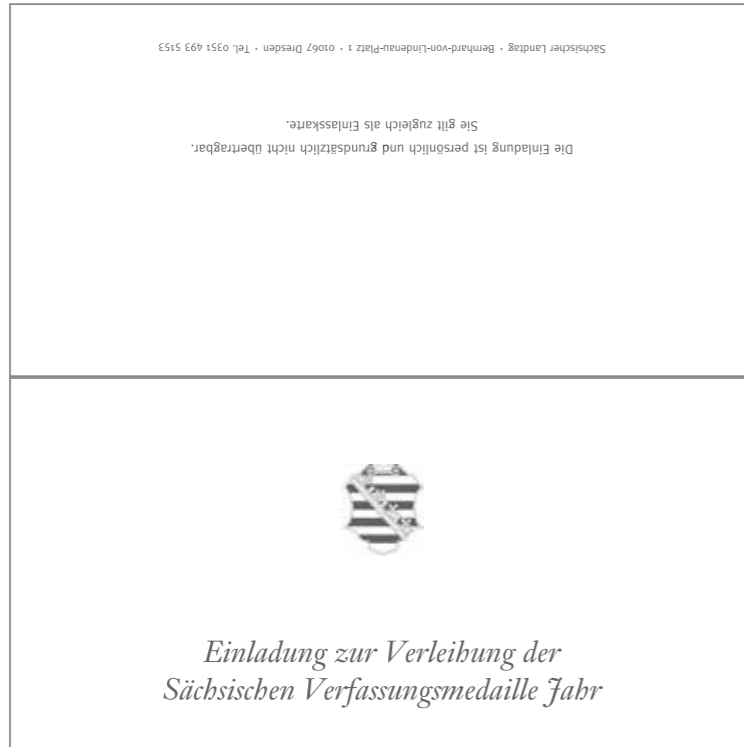 Die Einladung ist persönlich und grundsätzlich nicht übertragbar.
Sie gilt zugleich als Einlasskarte.
Sächsischer Landtag · Bernhard-von-Lindenau-Platz 1 · 01067 Dresden · Tel. 0351 493 5153
Einladung zur Verleihung der
Sächsischen Verfassungsmedaille Jahr